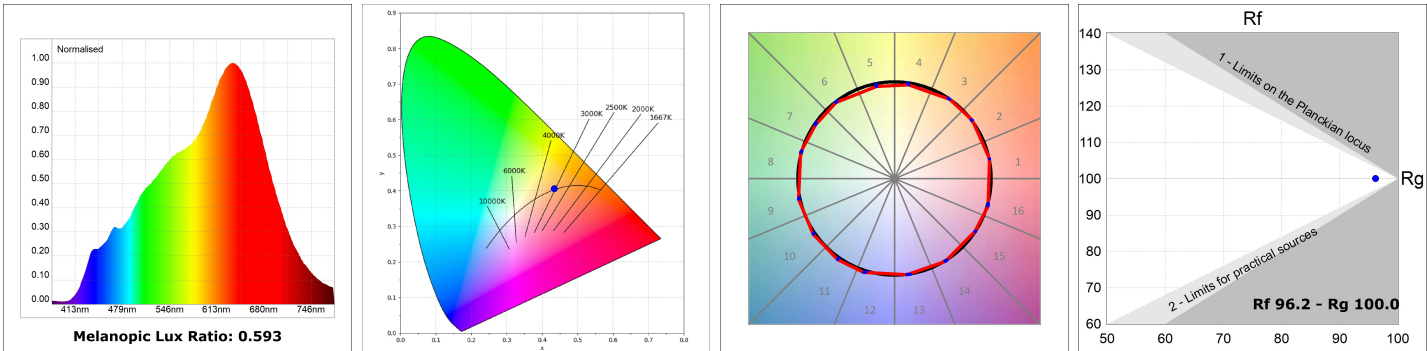 Normalised
1.00
0.90
0.80
0.70
0.60
0.50
0.40
0.30
0.20
0.10
0.00
413nm 479nm 546nm 613nm 680nm 746nm
Melanopic Lux Ratio: 0.593
0.9
0.8
0.7
0.6
0.5
0.4
0.3
0.2
0.1
0.0
y
0.0 0.1 0.2 0.3 0.4 0.5 0.6 0.7 0.8
x
10000K
6000K
4000K
3000K
2500K
2000K
1667K
1
2
3
4
5
6
7
8
9
10
11
12
13
14
15
16
Rf
140
130
120
110
100
90
80
70
60
Rg
1 - Limits on the Planckian locus
2 - Limits for practical sources
Rf 96.2 - Rg 100.0
50 60 70 80 90 100